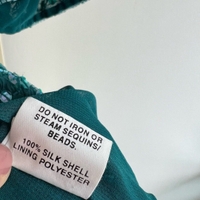 DO NOT IRON OR
STEAM SEQUINS/
BEADS.
100% SILK SHELL
LINING POLYESTER